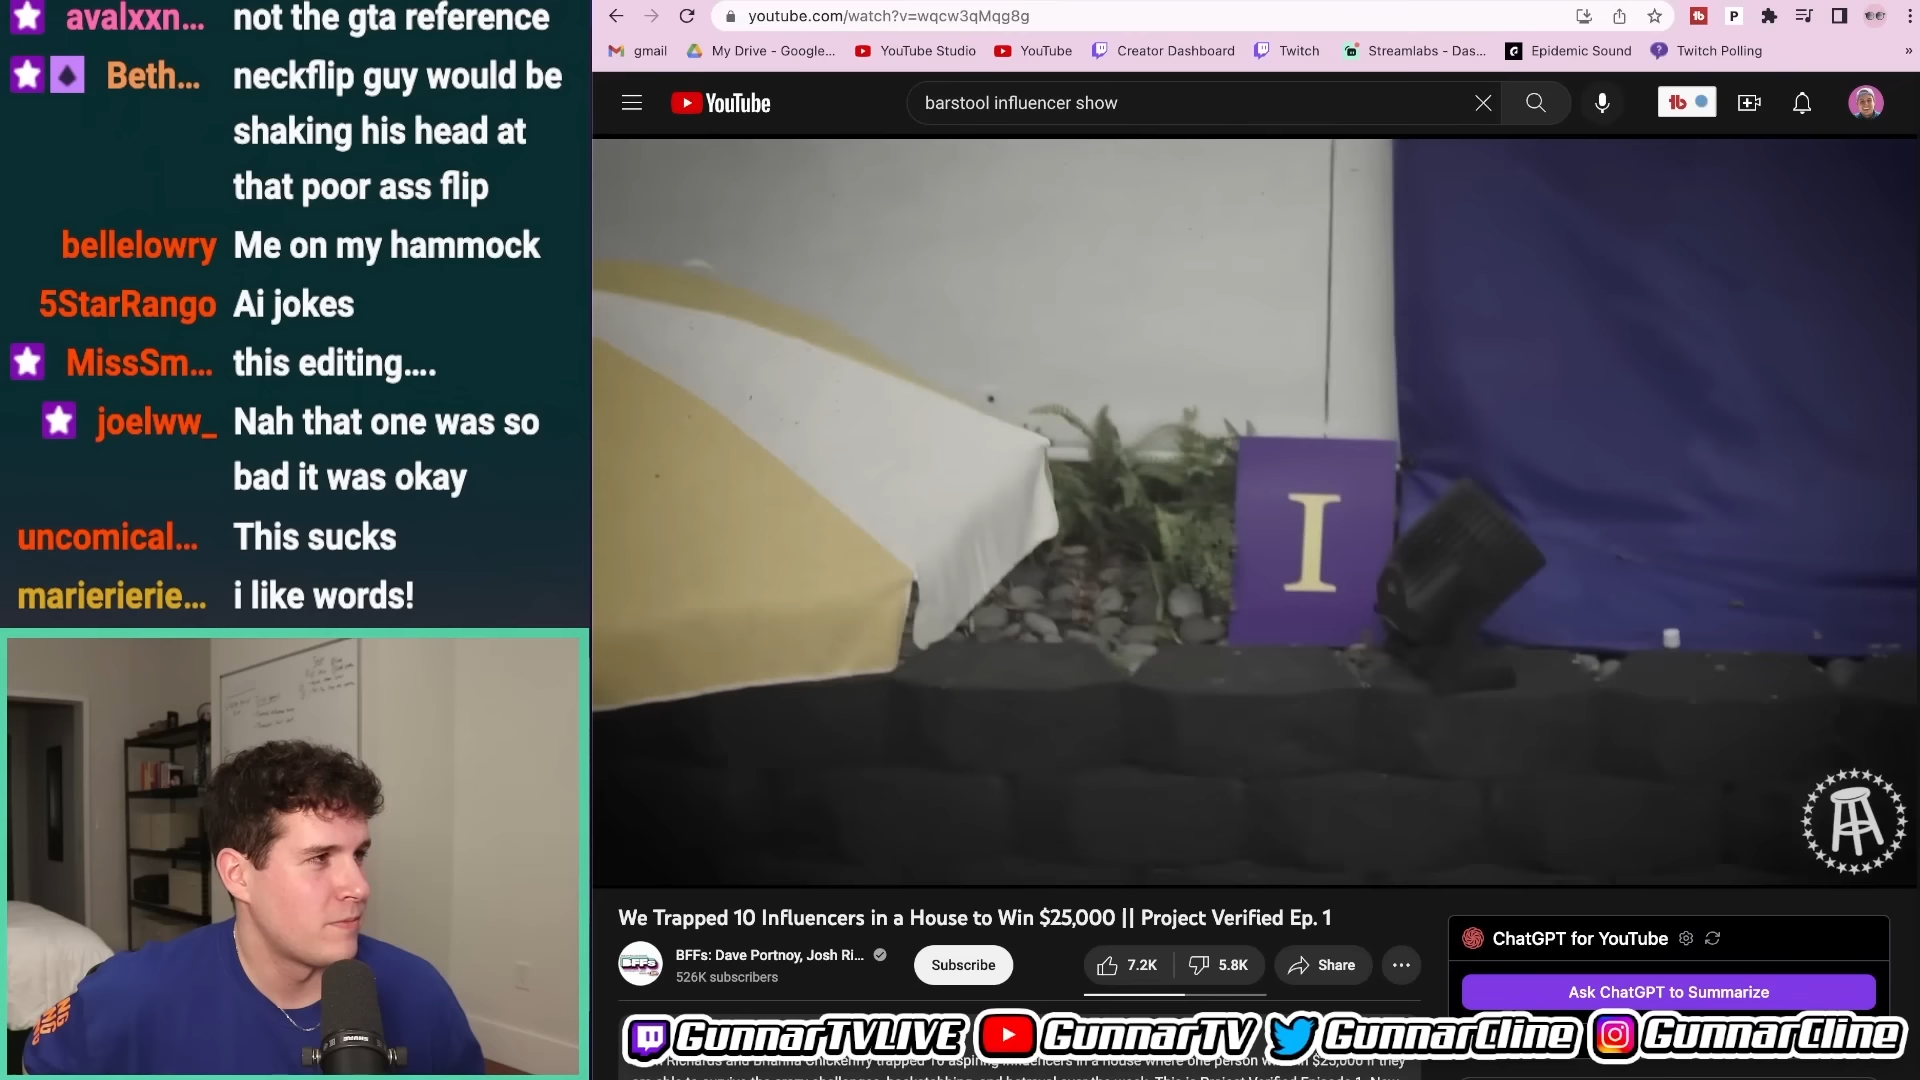 avalxxn... not the gta reference
Beth... neckflip guy would be
shaking his head at
that poor ass flip
bellelowry Me on my hammock
5StarRango Ai jokes
MissSm... this editing....
joelww_ Nah that one was so
bad it was okay
uncomical... This sucks
marierierie... i like words!
youtube.com/watch?v=wqcw3qMqg8g
gmail My Drive - Google... YouTube Studio YouTube Creator Dashboard Twitch Streamlabs - Das... Epidemic Sound Twitch Polling »
YouTube barstool influencer show
I
We Trapped 10 Influencers in a House to Win $25,000 || Project Verified Ep. 1
BFFs: Dave Portnoy, Josh Ri...
526K subscribers
Subscribe
7.2K 5.8K Share
ChatGPT for YouTube
Ask ChatGPT to Summarize
GunnarTVLIVE GunnarTV GunnarCline GunnarCline